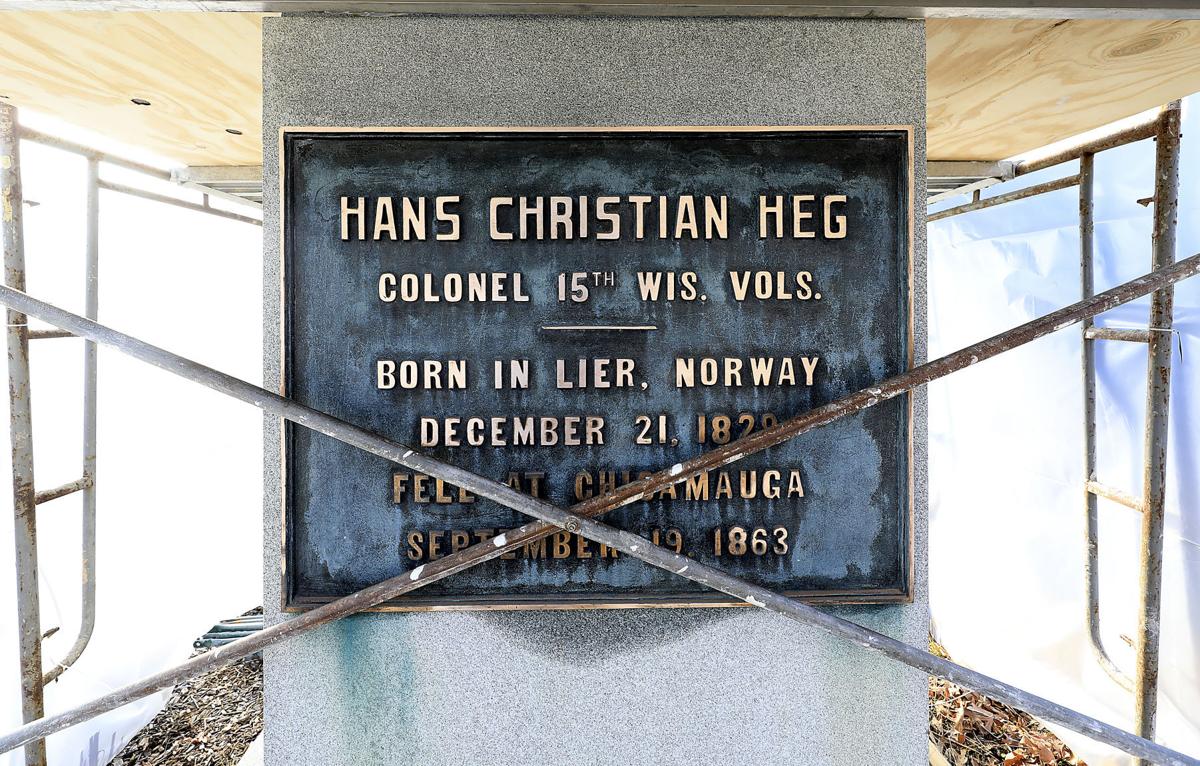 HANS CHRISTIAN HEG
COLONEL 15TH WIS. VOLS.
BORN IN LIER, NORWAY
DECEMBER 21, 1829
FELL AT CHICAMAUGA
SEPTEMBER 19, 1863